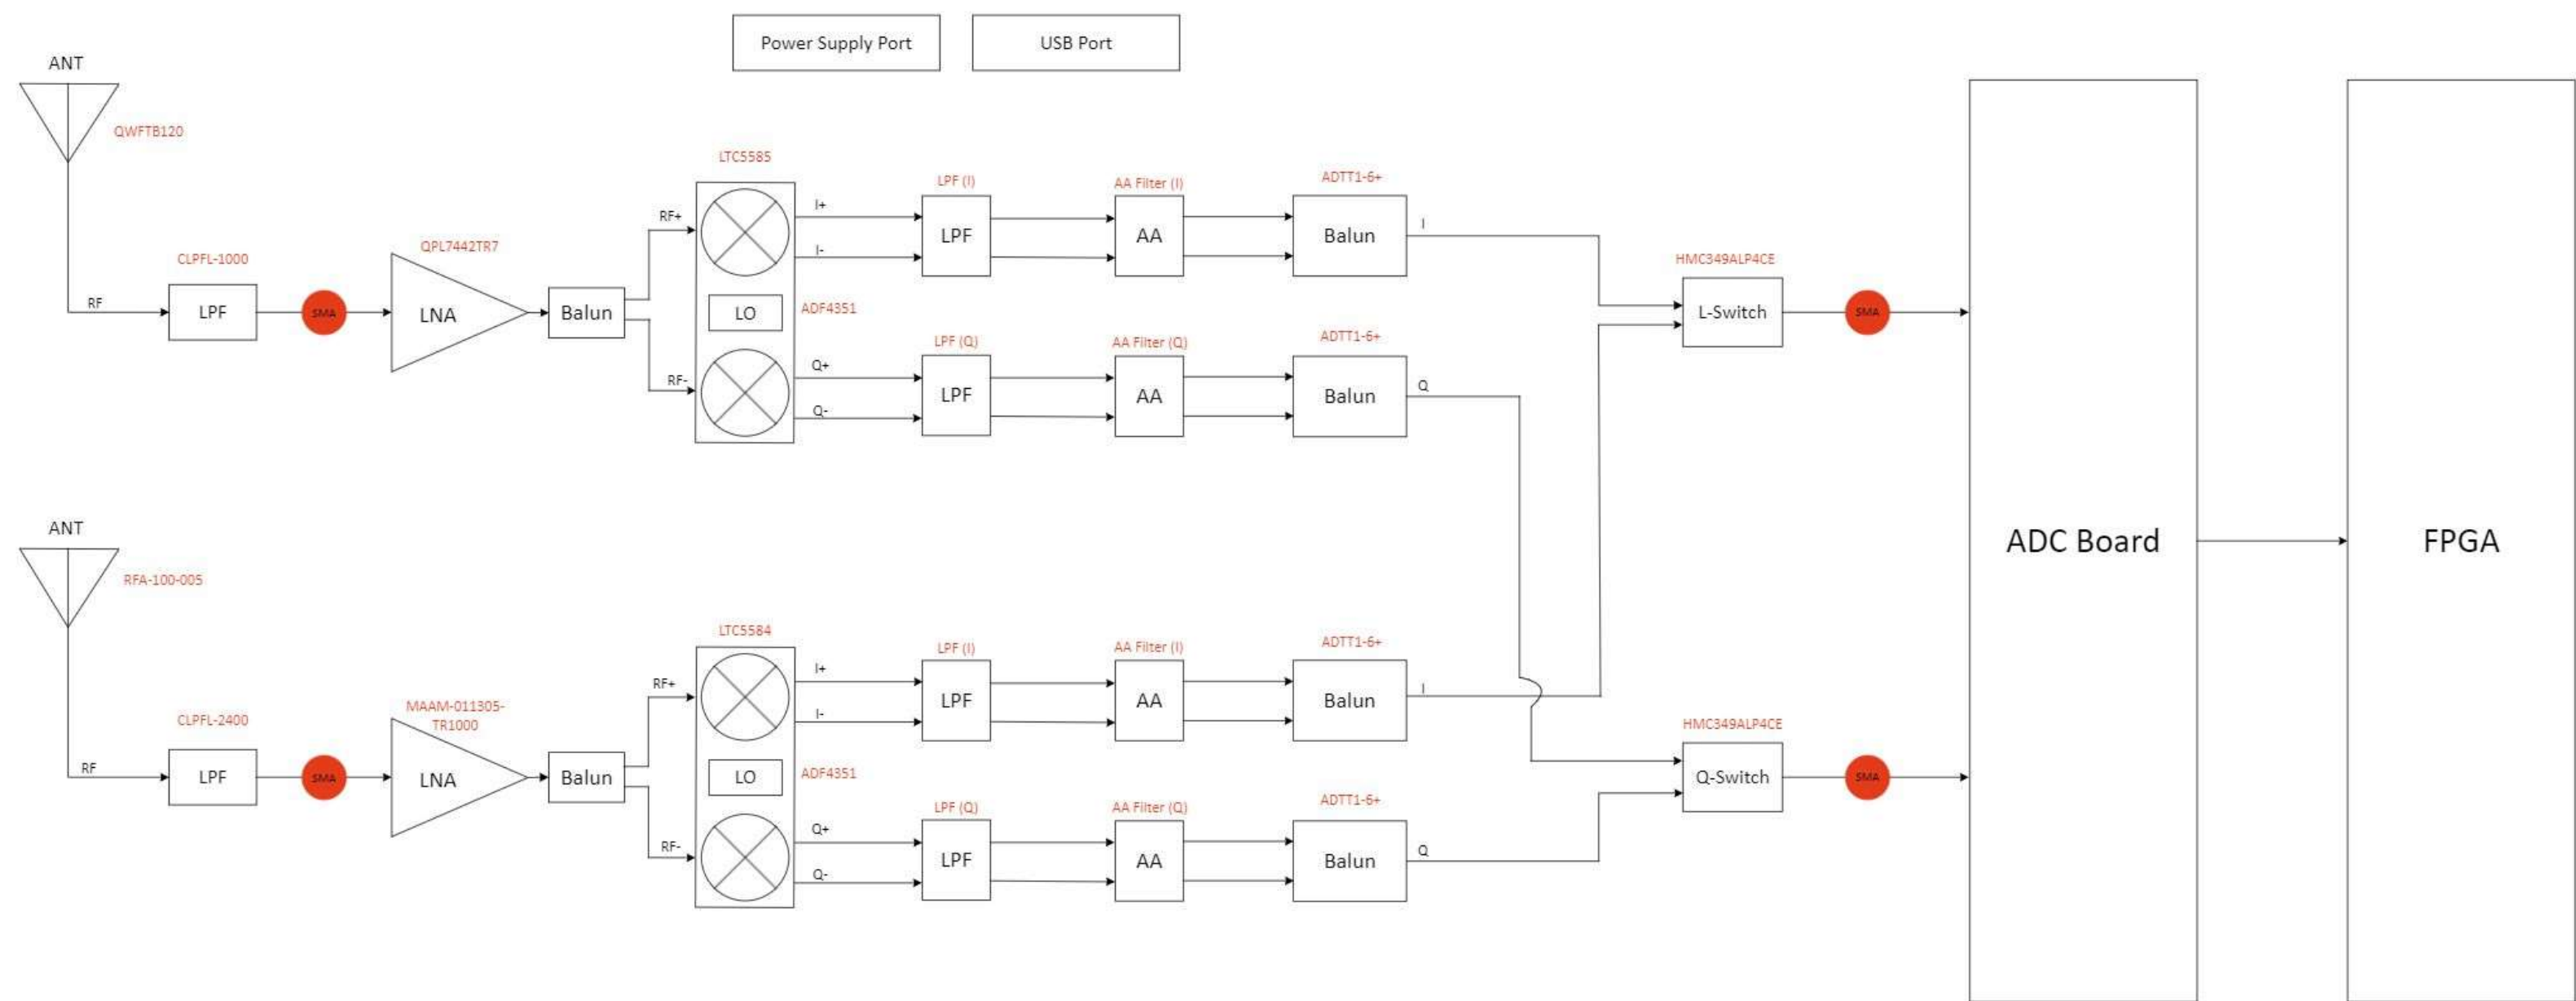 Power Supply Port
USB Port
ANT
QWFTB120
RF
CLPFL-1000
LPF
SMA
QPL7442TR7
LNA
Balun
RF+
RF-
LTC5585
LO
ADF4351
I+
I-
Q+
Q-
LPF (I)
LPF
LPF (Q)
LPF
AA Filter (I)
AA
AA Filter (Q)
AA
ADTT1-6+
Balun
ADTT1-6+
Balun
I
Q
HMC349ALP4CE
L-Switch
SMA
ANT
RFA-100-005
RF
CLPFL-2400
LPF
SMA
MAAM-011305-
TR1000
LNA
Balun
RF+
RF-
LTC5584
LO
ADF4351
I+
I-
Q+
Q-
LPF (I)
LPF
LPF (Q)
LPF
AA Filter (I)
AA
AA Filter (Q)
AA
ADTT1-6+
Balun
ADTT1-6+
Balun
I
Q
HMC349ALP4CE
Q-Switch
SMA
ADC Board
FPGA